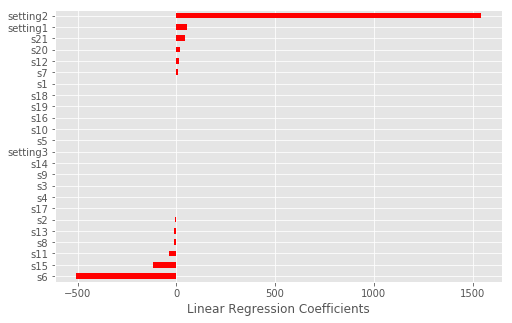 setting2
setting1
s21
s20
s12
s7
s1
s18
s19
s16
s10
s5
setting3
s14
s9
s3
s4
s17
s2
s13
s8
s11
s15
s6
−500 0 500 1000 1500
Linear Regression Coefficients